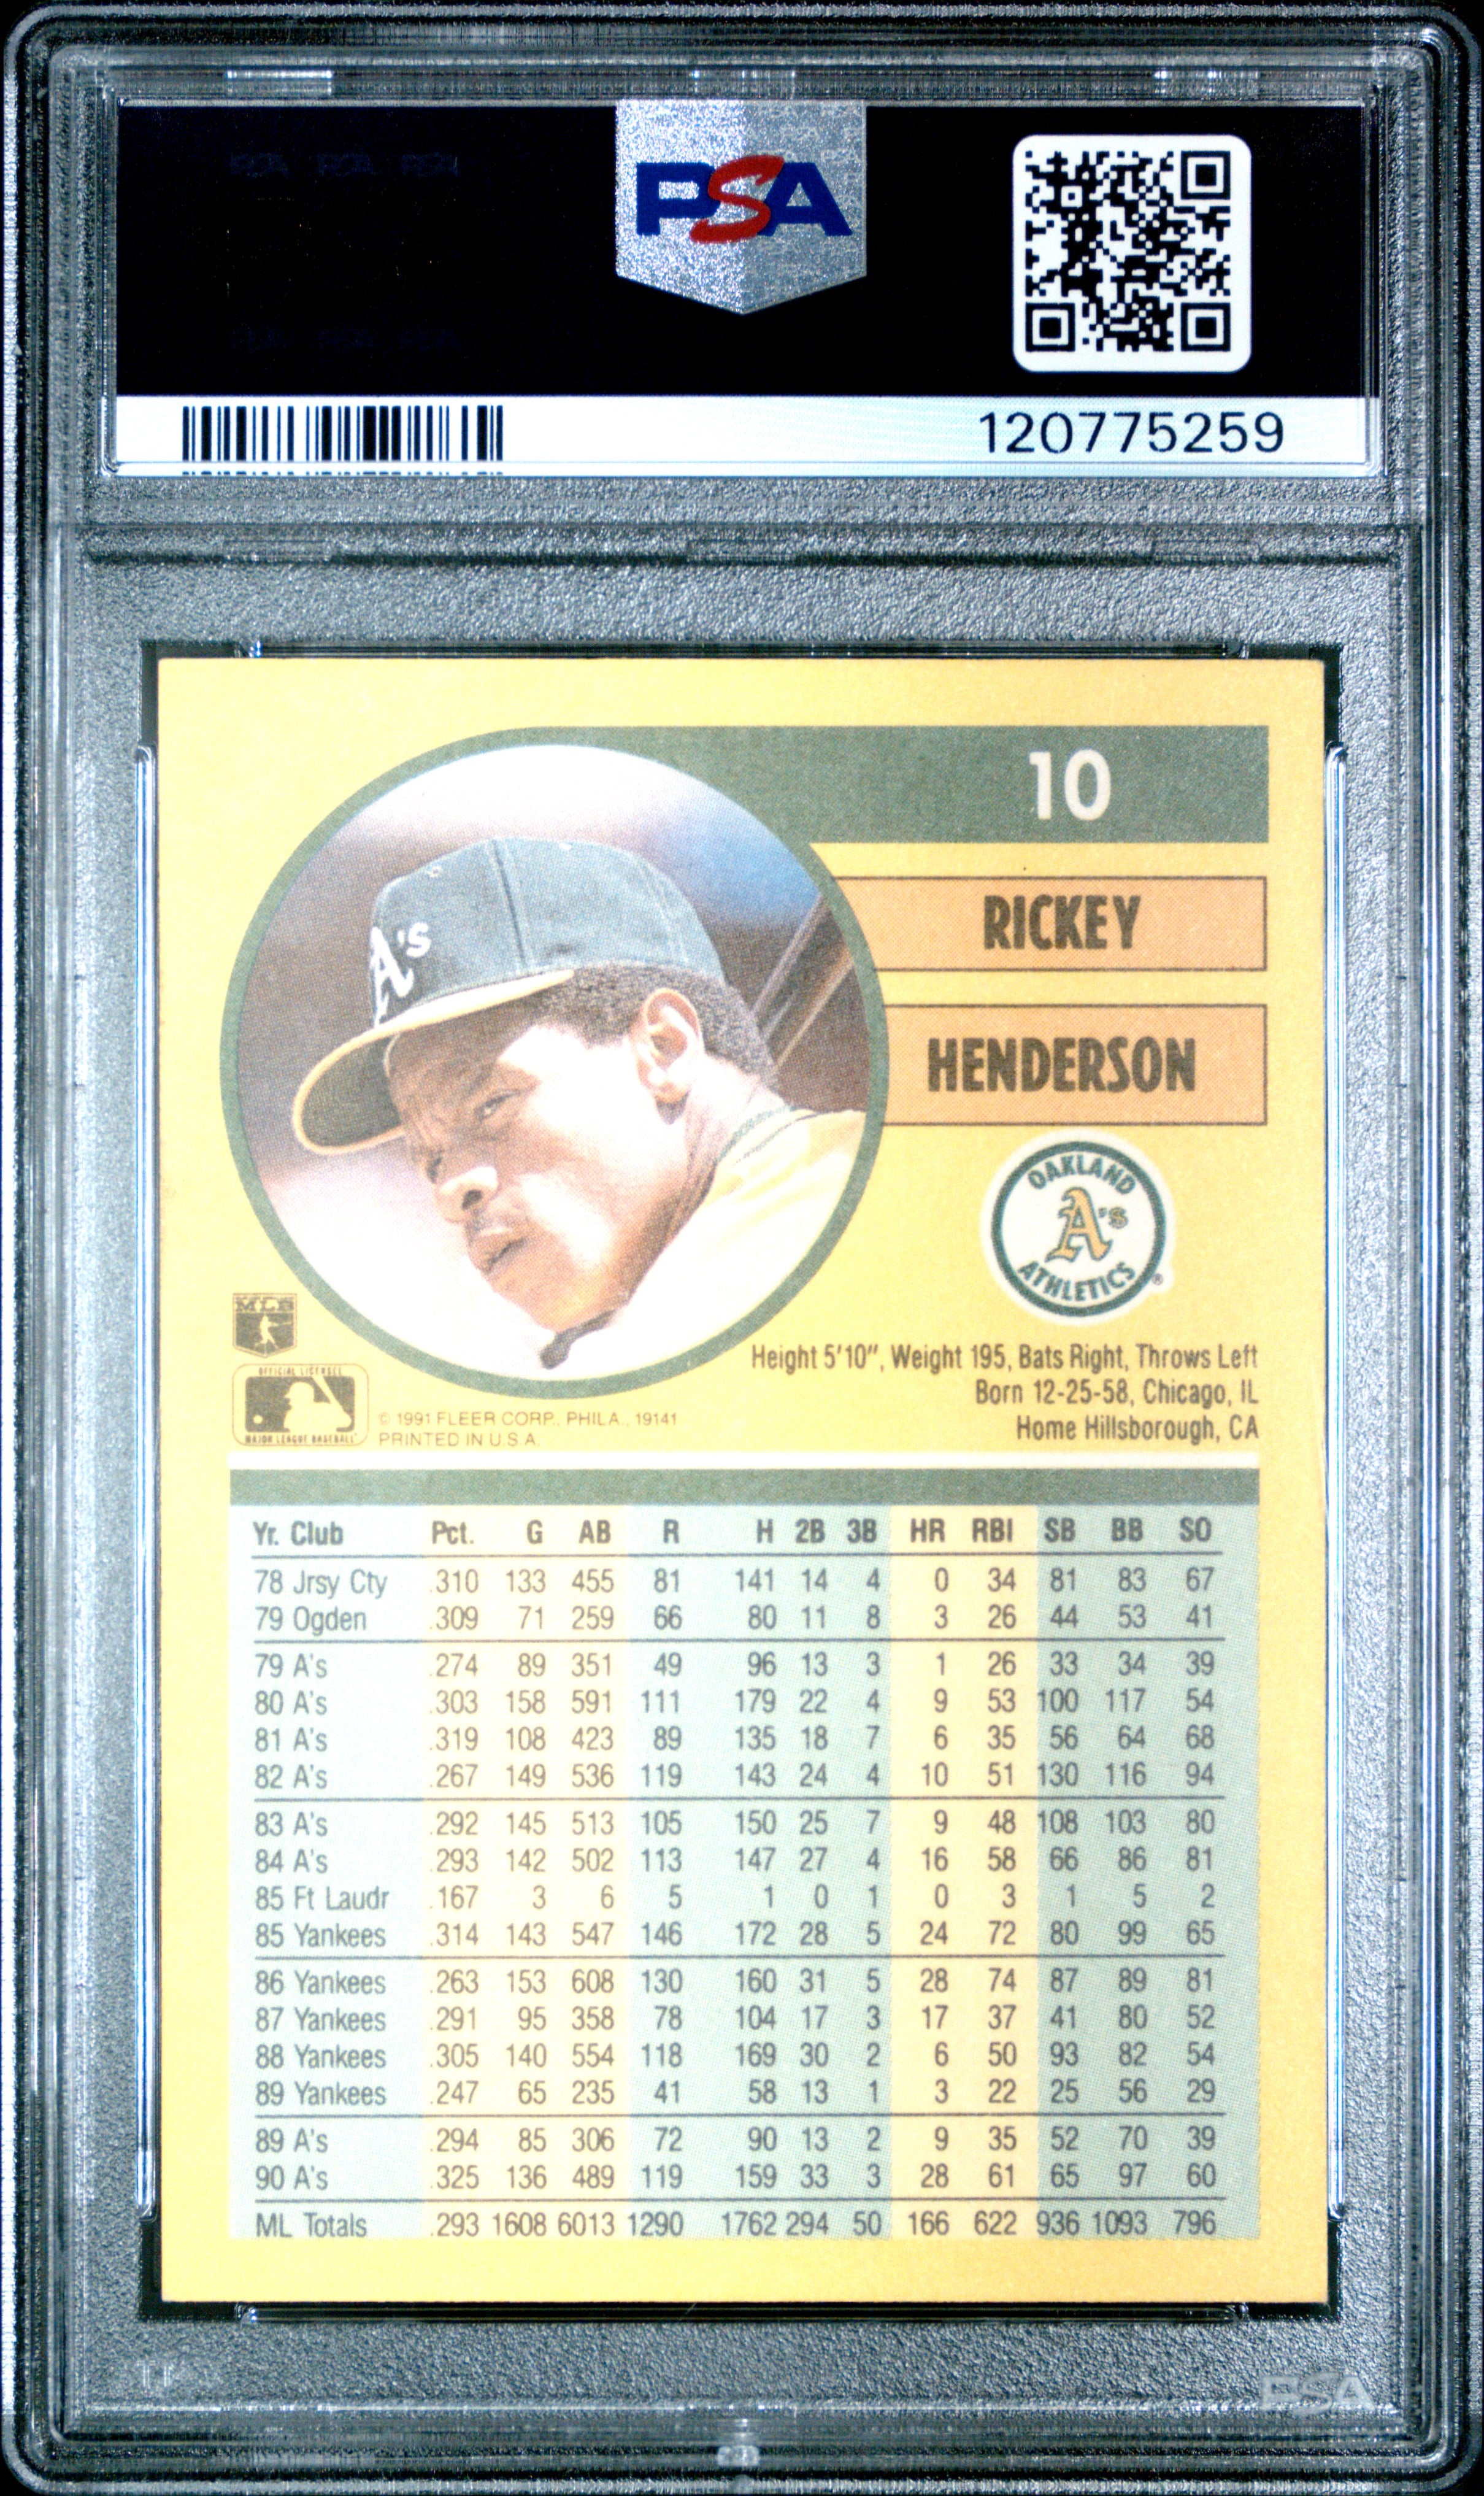 PSA
120775259
10
RICKEY
HENDERSON
A's
OAKLAND
A's
ATHLETICS
®
MLB
OFFICIAL LICENSEE
MAJOR LEAGUE BASEBALL
© 1991 FLEER CORP., PHILA., 19141
PRINTED IN U.S.A.
Height 5'10", Weight 195, Bats Right, Throws Left
Born 12-25-58, Chicago, IL
Home Hillsborough, CA
Yr. Club Pct. G AB R H 2B 3B HR RBI SB BB SO
78 Jrsy Cty .310 133 455 81 141 14 4 0 34 81 83 67
79 Ogden .309 71 259 66 80 11 8 3 26 44 53 41
79 A's .274 89 351 49 96 13 3 1 26 33 34 39
80 A's .303 158 591 111 179 22 4 9 53 100 117 54
81 A's .319 108 423 89 135 18 7 6 35 56 64 68
82 A's .267 149 536 119 143 24 4 10 51 130 116 94
83 A's .292 145 513 105 150 25 7 9 48 108 103 80
84 A's .293 142 502 113 147 27 4 16 58 66 86 81
85 Ft Laudr .167 3 6 5 1 0 1 0 3 1 5 2
85 Yankees .314 143 547 146 172 28 5 24 72 80 99 65
86 Yankees .263 153 608 130 160 31 5 28 74 87 89 81
87 Yankees .291 95 358 78 104 17 3 17 37 41 80 52
88 Yankees .305 140 554 118 169 30 2 6 50 93 82 54
89 Yankees .247 65 235 41 58 13 1 3 22 25 56 29
89 A's .294 85 306 72 90 13 2 9 35 52 70 39
90 A's .325 136 489 119 159 33 3 28 61 65 97 60
ML Totals .293 1608 6013 1290 1762 294 50 166 622 936 1093 796
PSA